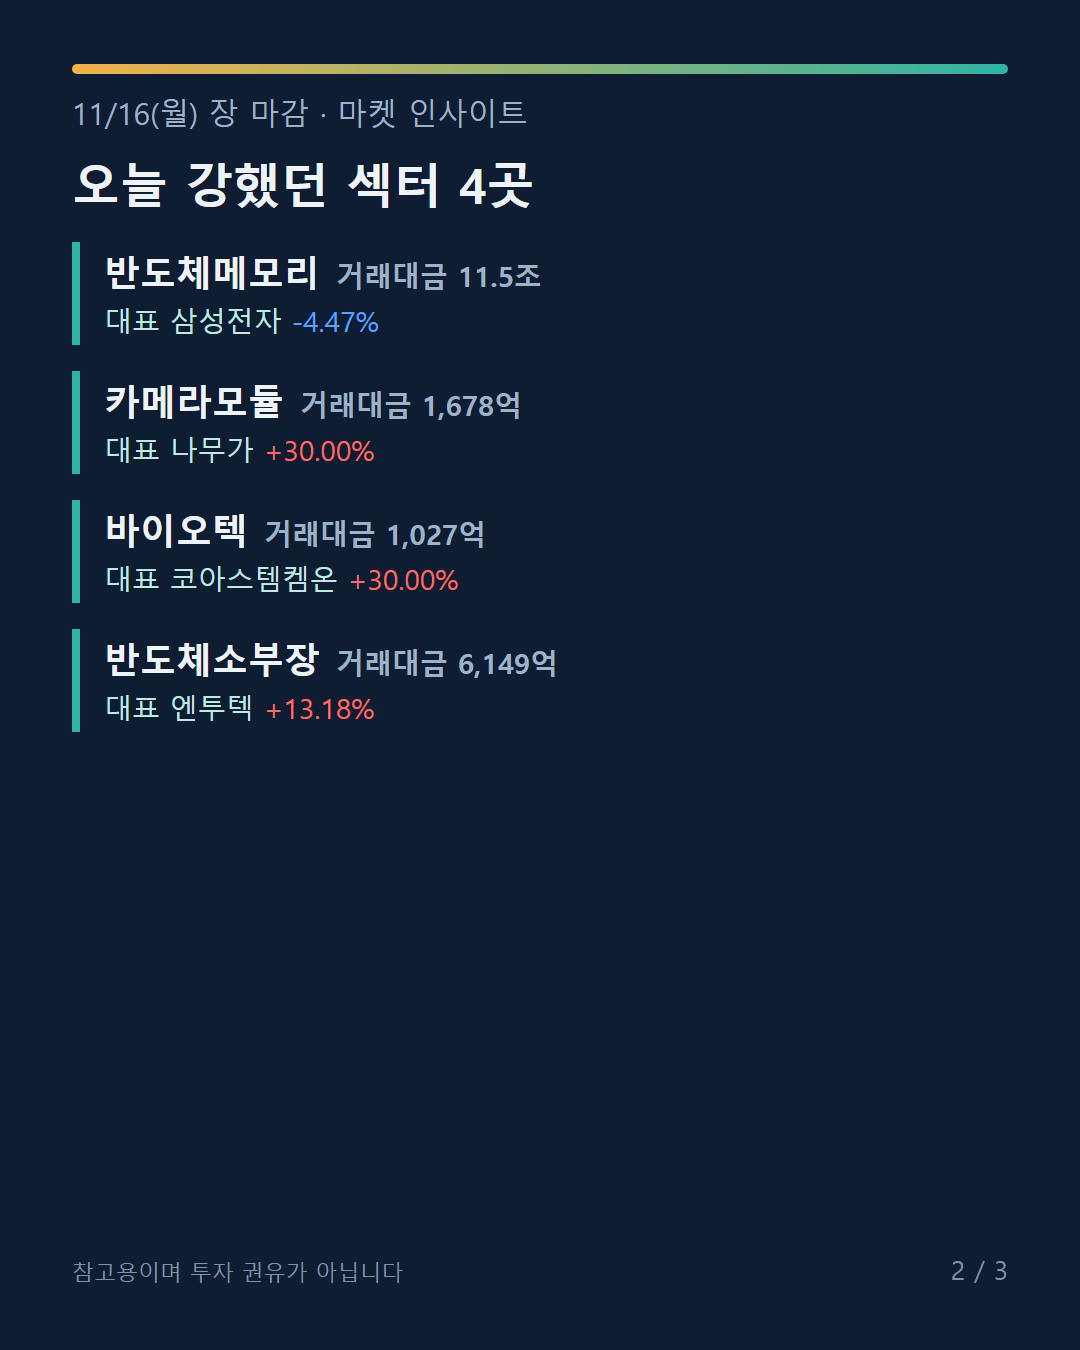 11/16(월) 장 마감 · 마켓 인사이트
오늘 강했던 섹터 4곳
반도체메모리 거래대금 11.5조
대표 삼성전자 -4.47%
카메라모듈 거래대금 1,678억
대표 나무가 +30.00%
바이오텍 거래대금 1,027억
대표 코아스템켐온 +30.00%
반도체소부장 거래대금 6,149억
대표 엔투텍 +13.18%
참고용이며 투자 권유가 아닙니다
2 / 3